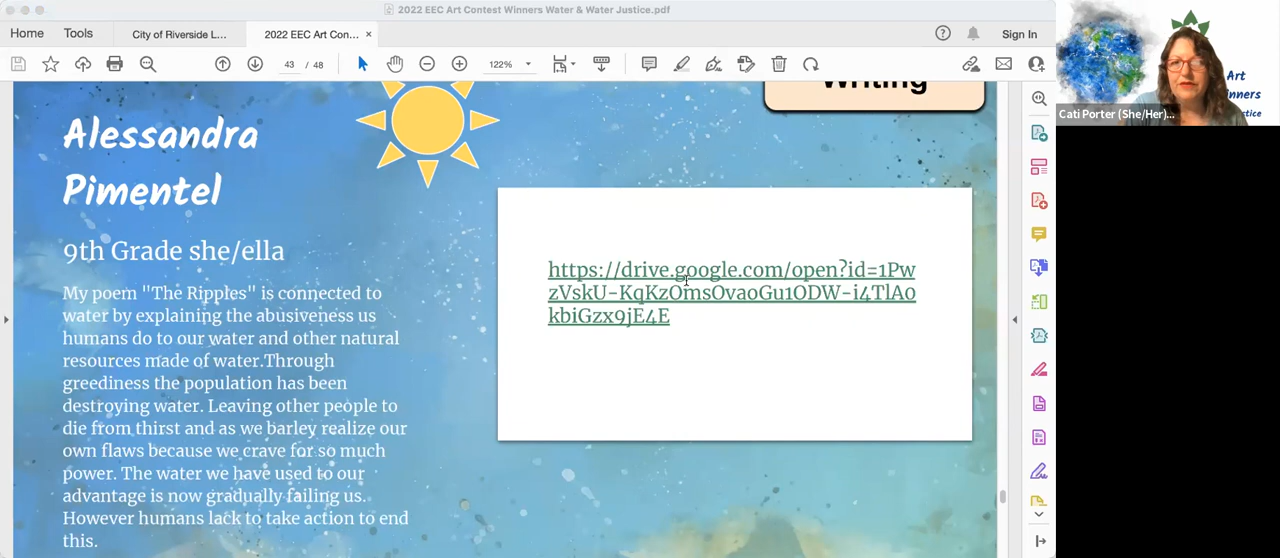 2022 EEC Art Contest Winners Water & Water Justice.pdf
Home
Tools
City of Riverside L...
2022 EEC Art Con...
×
Sign In
43 / 48
122%
Writing
Alessandra
Pimentel
9th Grade she/ella
My poem "The Ripples" is connected to
water by explaining the abusiveness us
humans do to our water and other natural
resources made of water.Through
greediness the population has been
destroying water. Leaving other people to
die from thirst and as we barley realize our
own flaws because we crave for so much
power. The water we have used to our
advantage is now gradually failing us.
However humans lack to take action to end
this.
https://drive.google.com/open?id=1Pw
zVskU-KqKzOmsOvaoGu1ODW-i4TlAo
kbiGzx9jE4E
Art
Cati Porter (She/Her)...